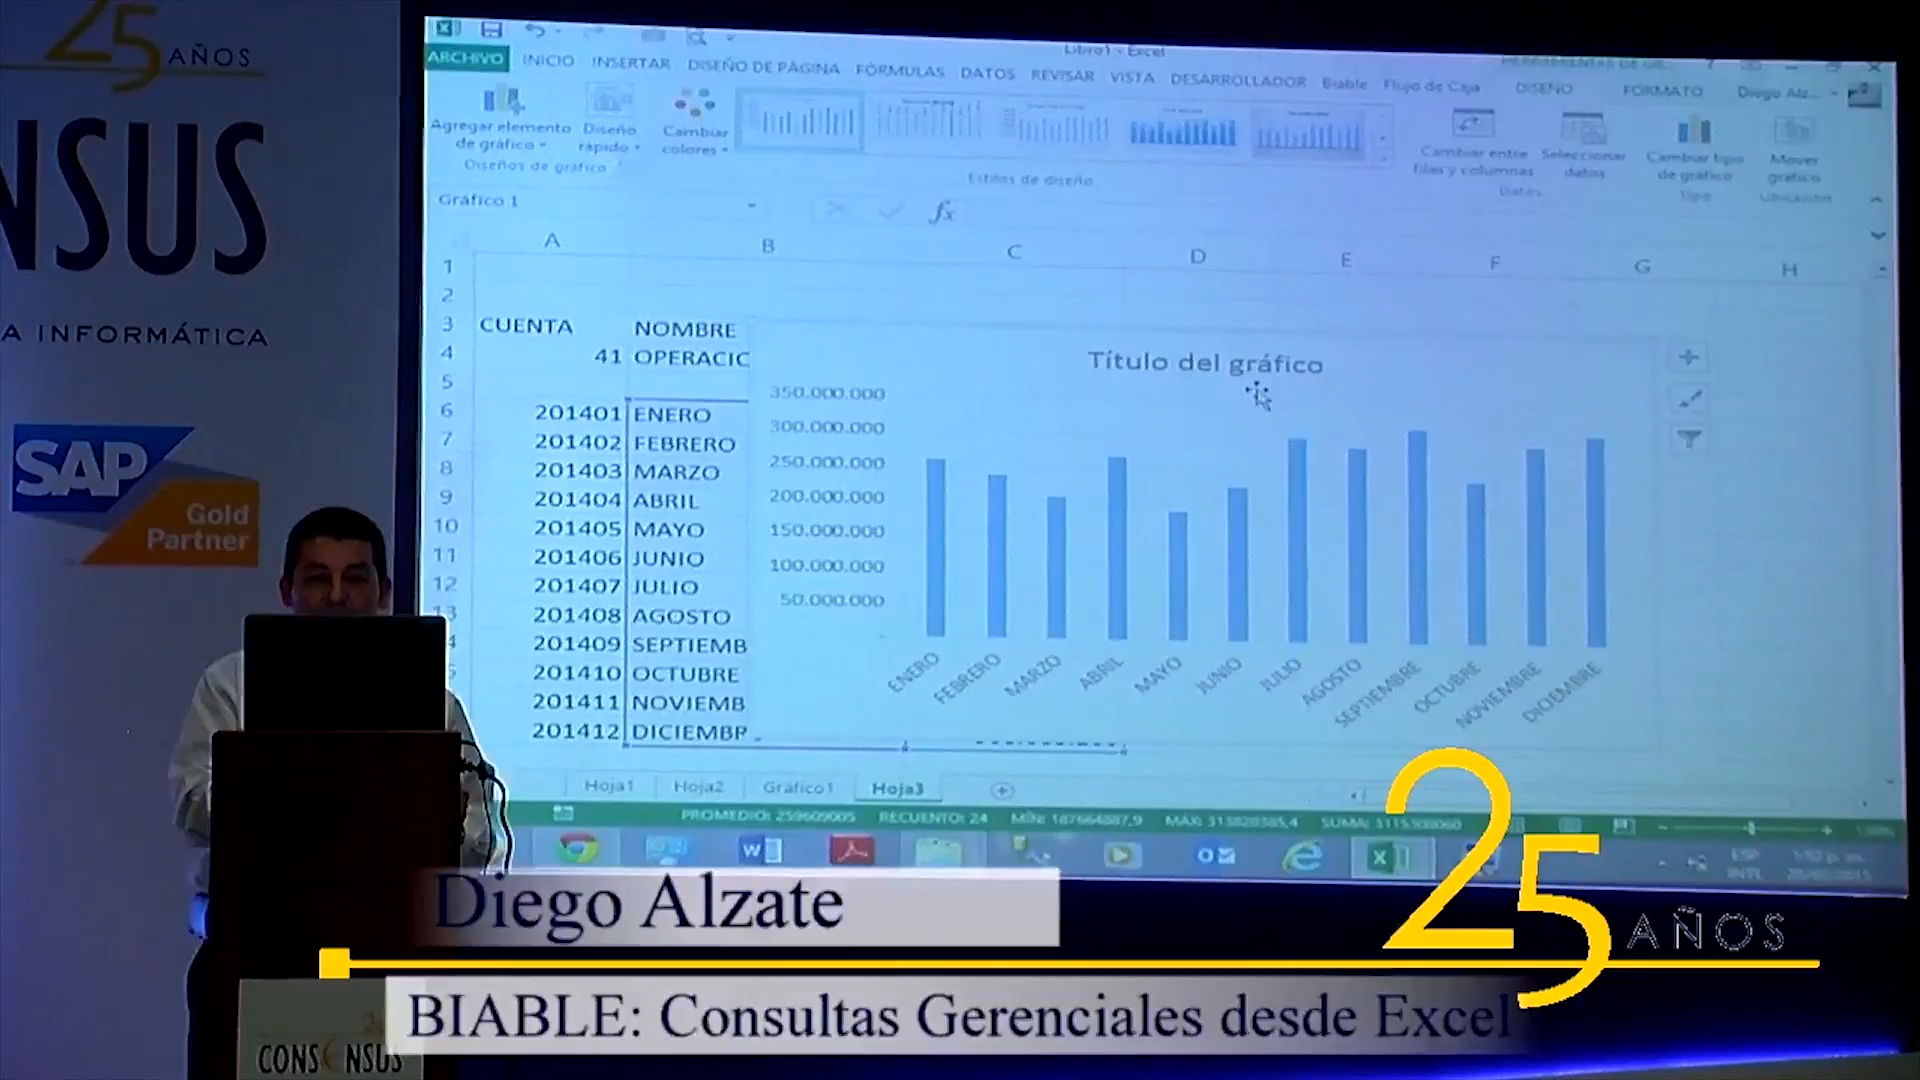 25 AÑOS
NSUS
A INFORMÁTICA
SAP
Gold
Partner
Libro1 - Excel
ARCHIVO INICIO INSERTAR DISEÑO DE PÁGINA FÓRMULAS DATOS REVISAR VISTA DESARROLLADOR Biable Flujo de Caja DISEÑO FORMATO Diego Alz...
Agregar elemento de gráfico
Diseño rápido
Cambiar colores
Cambiar entre filas y columnas
Seleccionar datos
Cambiar tipo de gráfico
Mover gráfico
Diseños de gráfico
Estilos de diseño
Datos
Tipo
Ubicación
Gráfico 1
fx
A B C D E F G H
1
2
3 CUENTA NOMBRE
4 41 OPERACIO
5
6 201401 ENERO
7 201402 FEBRERO
8 201403 MARZO
9 201404 ABRIL
10 201405 MAYO
11 201406 JUNIO
12 201407 JULIO
13 201408 AGOSTO
4 201409 SEPTIEMB
5 201410 OCTUBRE
201411 NOVIEMB
201412 DICIEMBR
Título del gráfico
350.000.000
300.000.000
250.000.000
200.000.000
150.000.000
100.000.000
50.000.000
ENERO FEBRERO MARZO ABRIL MAYO JUNIO JULIO AGOSTO SEPTIEMBRE OCTUBRE NOVIEMBRE DICIEMBRE
Hoja1 Hoja2 Gráfico1 Hoja3
PROMEDIO: 259609005 RECUENTO: 24 MÍN: 187664887,9 MAX: 313820385,4 SUMA: 3115308060
ESP
INTL
Diego Alzate
25 AÑOS
BIABLE: Consultas Gerenciales desde Excel
CONSENSUS